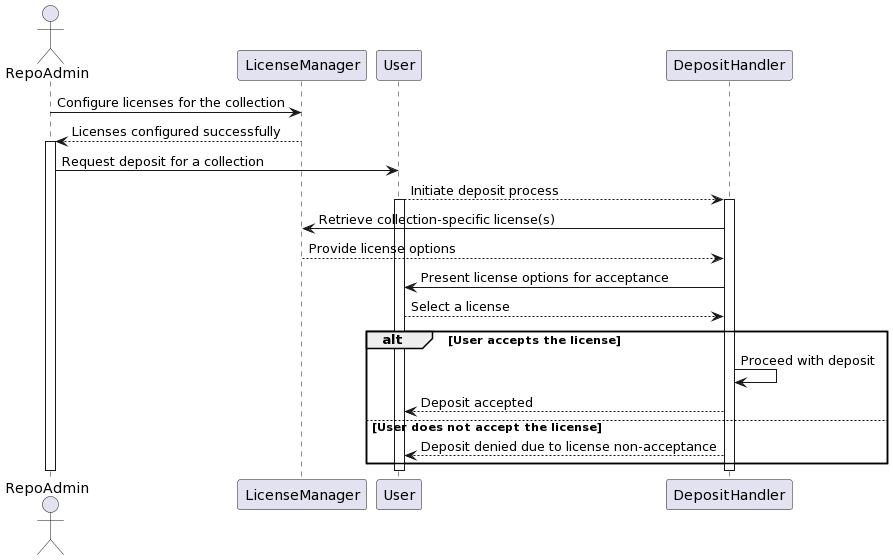 RepoAdmin
LicenseManager
User
DepositHandler
Configure licenses for the collection
Licenses configured successfully
Request deposit for a collection
Initiate deposit process
Retrieve collection-specific license(s)
Provide license options
Present license options for acceptance
Select a license
alt [User accepts the license]
Proceed with deposit
Deposit accepted
[User does not accept the license]
Deposit denied due to license non-acceptance
RepoAdmin
LicenseManager
User
DepositHandler